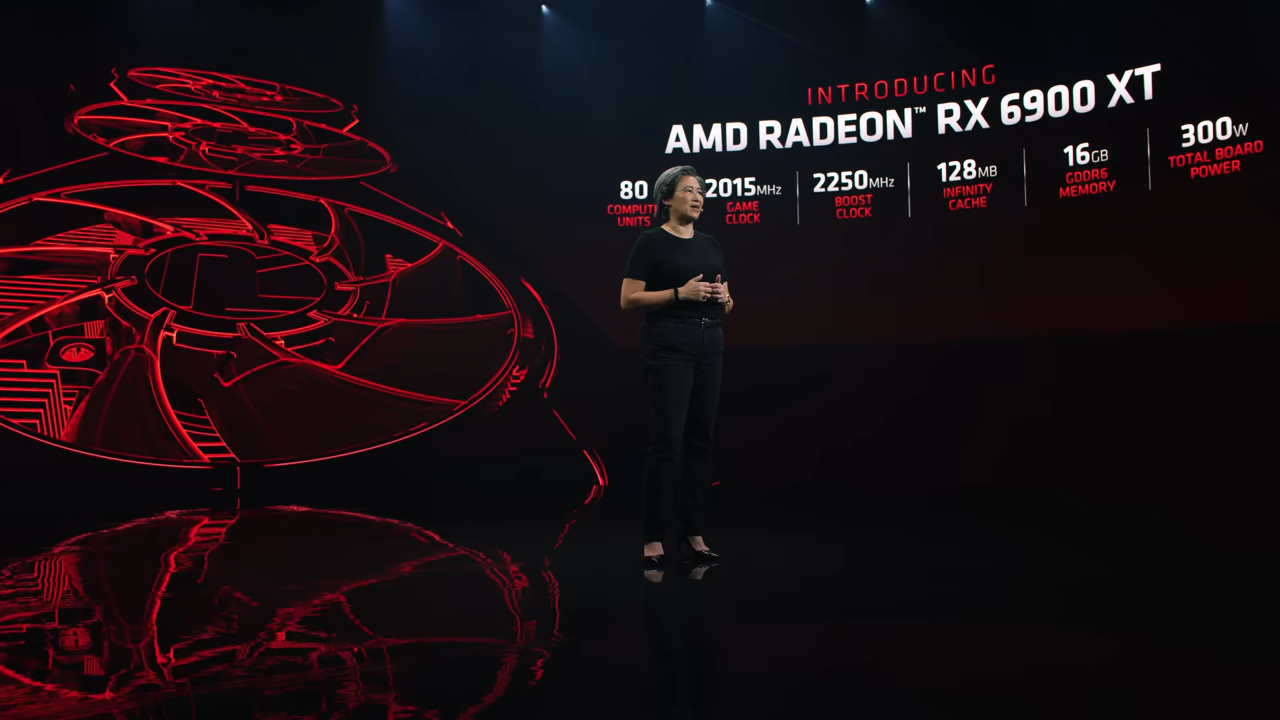 INTRODUCING
AMD RADEON™ RX 6900 XT
80
COMPUT
UNITS
2015MHz
GAME
CLOCK
2250MHz
BOOST
CLOCK
128MB
INFINITY
CACHE
16GB
GDDR6
MEMORY
300W
TOTAL BOARD
POWER